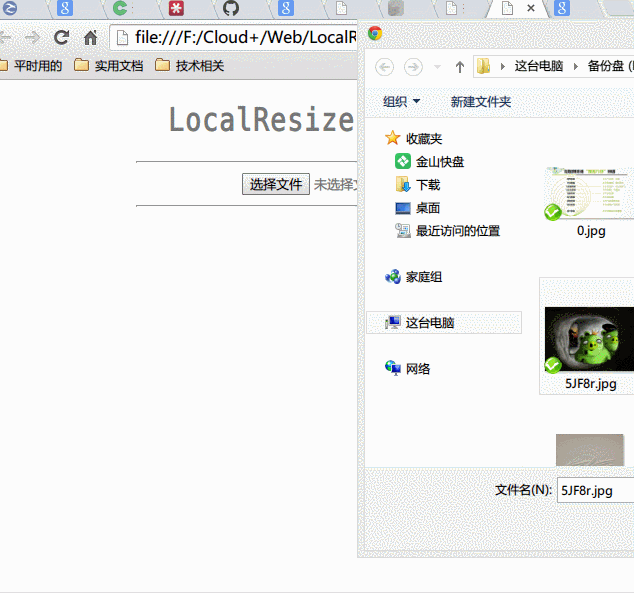 file:///F:/Cloud+/Web/LocalR
平时用的 实用文档 技术相关
LocalResize
选择文件 未选择
这台电脑 备份盘
组织 新建文件夹
收藏夹
金山快盘
下载
桌面
最近访问的位置
家庭组
这台电脑
网络
0.jpg
5JF8r.jpg
文件名(N): 5JF8r.jpg